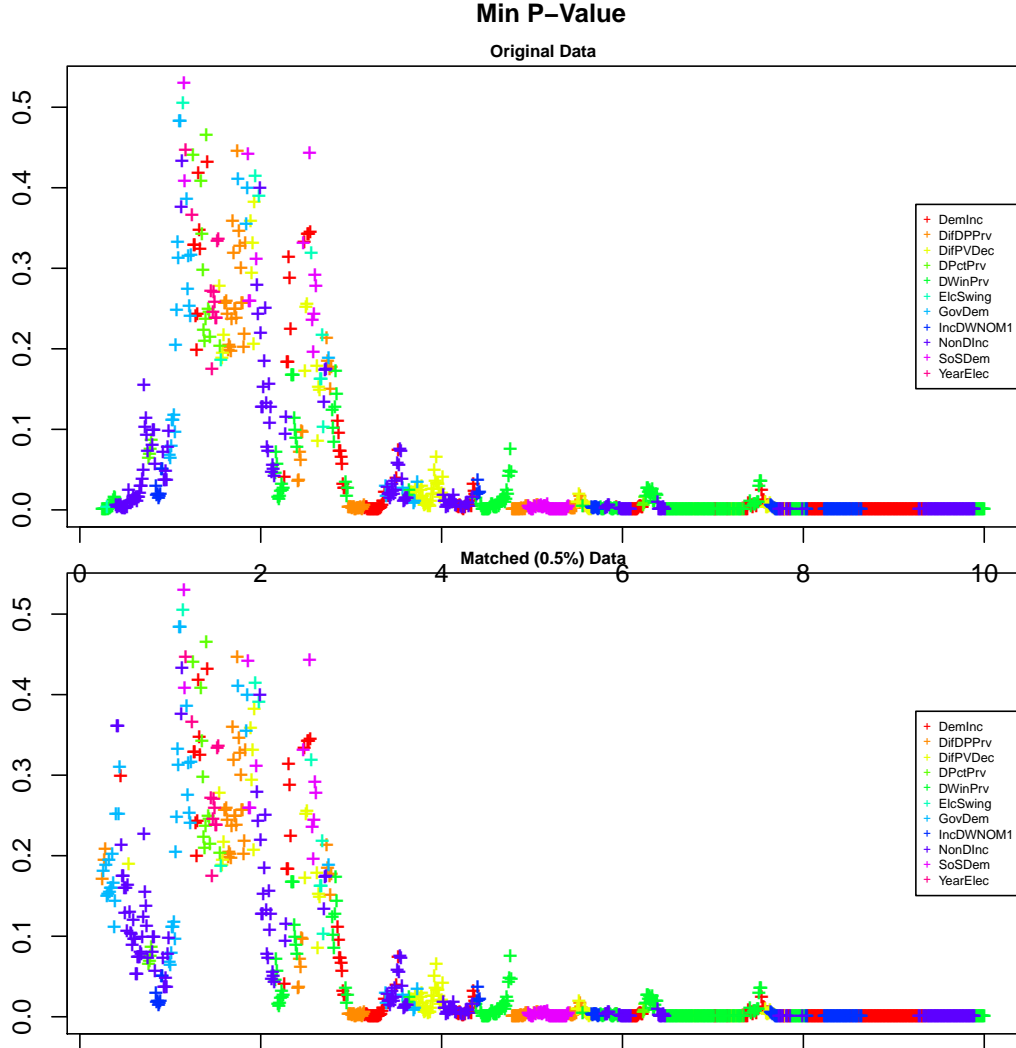 Min P−Value
Original Data
0.5
0.4
0.3
0.2
0.1
0.0
+ DemInc
+ DifDPPrv
+ DifPVDec
+ DPctPrv
+ DWinPrv
+ ElcSwing
+ GovDem
+ IncDWNOM1
+ NonDInc
+ SoSDem
+ YearElec
0 2 4 6 8 10
Matched (0.5%) Data
0.5
0.4
0.3
0.2
0.1
0.0
+ DemInc
+ DifDPPrv
+ DifPVDec
+ DPctPrv
+ DWinPrv
+ ElcSwing
+ GovDem
+ IncDWNOM1
+ NonDInc
+ SoSDem
+ YearElec